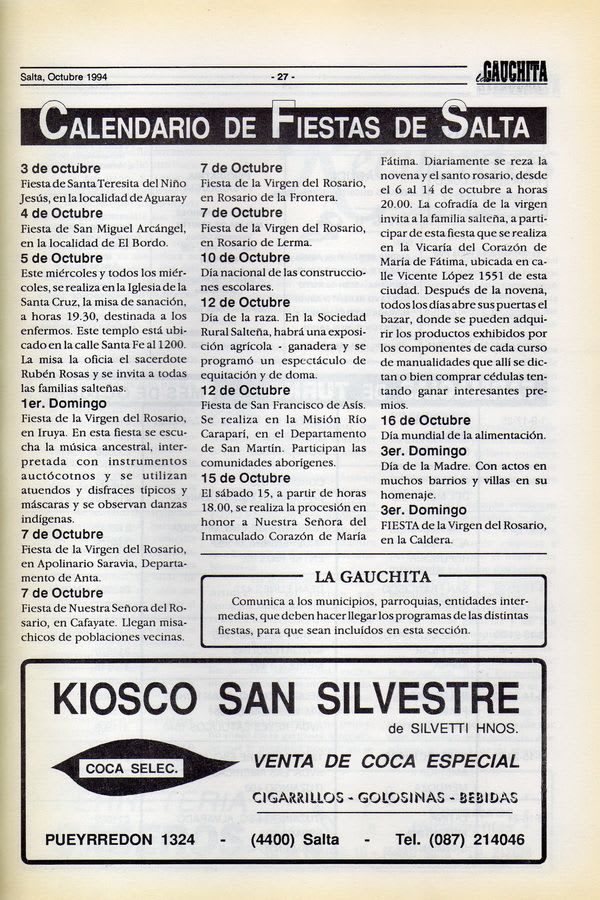 Salta, Octubre 1994
- 27 -
la GAUCHITA
CALENDARIO DE FIESTAS DE SALTA
3 de octubre
Fiesta de Santa Teresita del Niño
Jesús, en la localidad de Aguaray
4 de Octubre
Fiesta de San Miguel Arcángel,
en la localidad de El Bordo.
5 de Octubre
Este miércoles y todos los miér-
coles, se realiza en la Iglesia de la
Santa Cruz, la misa de sanación,
a horas 19.30, destinada a los
enfermos. Este templo está ubi-
cado en la calle Santa Fe al 1200.
La misa la oficia el sacerdote
Rubén Rosas y se invita a todas
las familias salteñas.
1er. Domingo
Fiesta de la Virgen del Rosario,
en Iruya. En esta fiesta se escu-
cha la música ancestral, inter-
pretada con instrumentos
auctócotnos y se utilizan
atuendos y disfraces típicos y
máscaras y se observan danzas
indígenas.
7 de Octubre
Fiesta de la Virgen del Rosario,
en Apolinario Saravia, Departa-
mento de Anta.
7 de Octubre
Fiesta de Nuestra Señora del Ro-
sario, en Cafayate. Llegan misa-
chicos de poblaciones vecinas.
7 de Octubre
Fiesta de la Virgen del Rosario,
en Rosario de la Frontera.
7 de Octubre
Fiesta de la Virgen del Rosario,
en Rosario de Lerma.
10 de Octubre
Día nacional de las construccio-
nes escolares.
12 de Octubre
Día de la raza. En la Sociedad
Rural Salteña, habrá una exposi-
ción agrícola - ganadera y se
programó un espectáculo de
equitación y de doma.
12 de Octubre
Fiesta de San Francisco de Asís.
Se realiza en la Misión Río
Caraparí, en el Departamento
de San Martín. Participan las
comunidades aborígenes.
15 de Octubre
El sábado 15, a partir de horas
18.00, se realiza la procesión en
honor a Nuestra Señora del
Inmaculado Corazón de María
Fátima. Diariamente se reza la
novena y el santo rosario, desde
el 6 al 14 de octubre a horas
20.00. La cofradía de la virgen
invita a la familia salteña, a parti-
cipar de esta fiesta que se realiza
en la Vicaría del Corazón de
María de Fátima, ubicada en ca-
lle Vicente López 1551 de esta
ciudad. Después de la novena,
todos los días abre sus puertas el
bazar, donde se pueden adqui-
rir los productos exhibidos por
los componentes de cada curso
de manualidades que allí se dic-
tan o bien comprar cédulas ten-
tando ganar interesantes pre-
mios.
16 de Octubre
Día mundial de la alimentación.
3er. Domingo
Día de la Madre. Con actos en
muchos barrios y villas en su
homenaje.
3er. Domingo
FIESTA de la Virgen del Rosario,
en la Caldera.
LA GAUCHITA
Comunica a los municipios, parroquias, entidades inter-
medias, que deben hacer llegar los programas de las distintas
fiestas, para que sean incluídos en esta sección.
KIOSCO SAN SILVESTRE
de SILVETTI HNOS.
COCA SELEC.
VENTA DE COCA ESPECIAL
CIGARRILLOS - GOLOSINAS - BEBIDAS
PUEYRREDON 1324 - (4400) Salta - Tel. (087) 214046